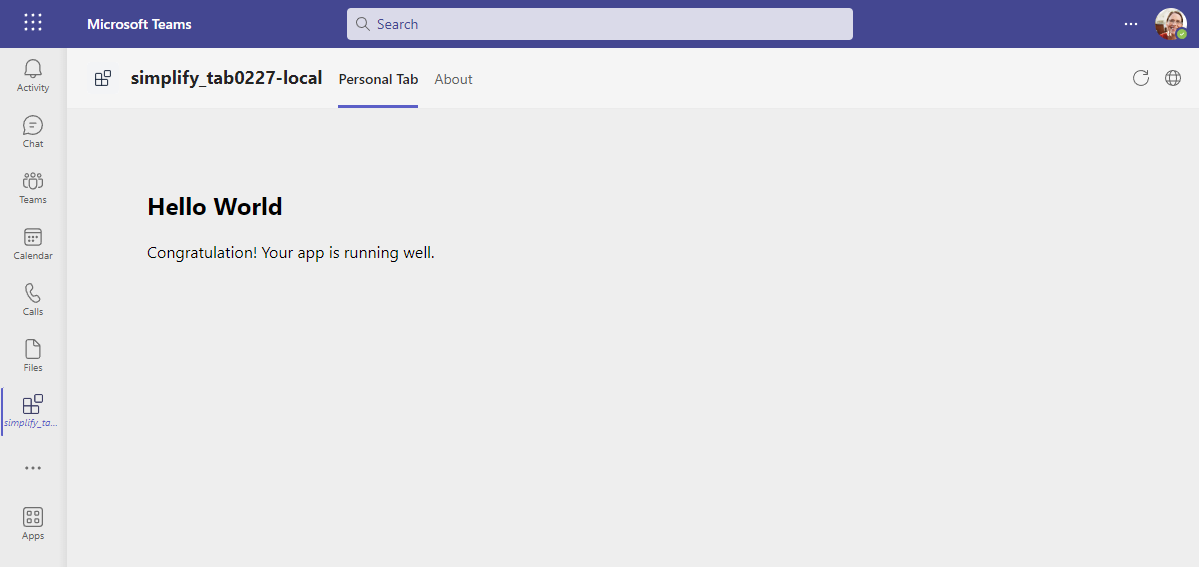 Microsoft Teams
Search
Activity
Chat
Teams
Calendar
Calls
Files
simplify_ta...
Apps
simplify_tab0227-local
Personal Tab
About
Hello World
Congratulation! Your app is running well.